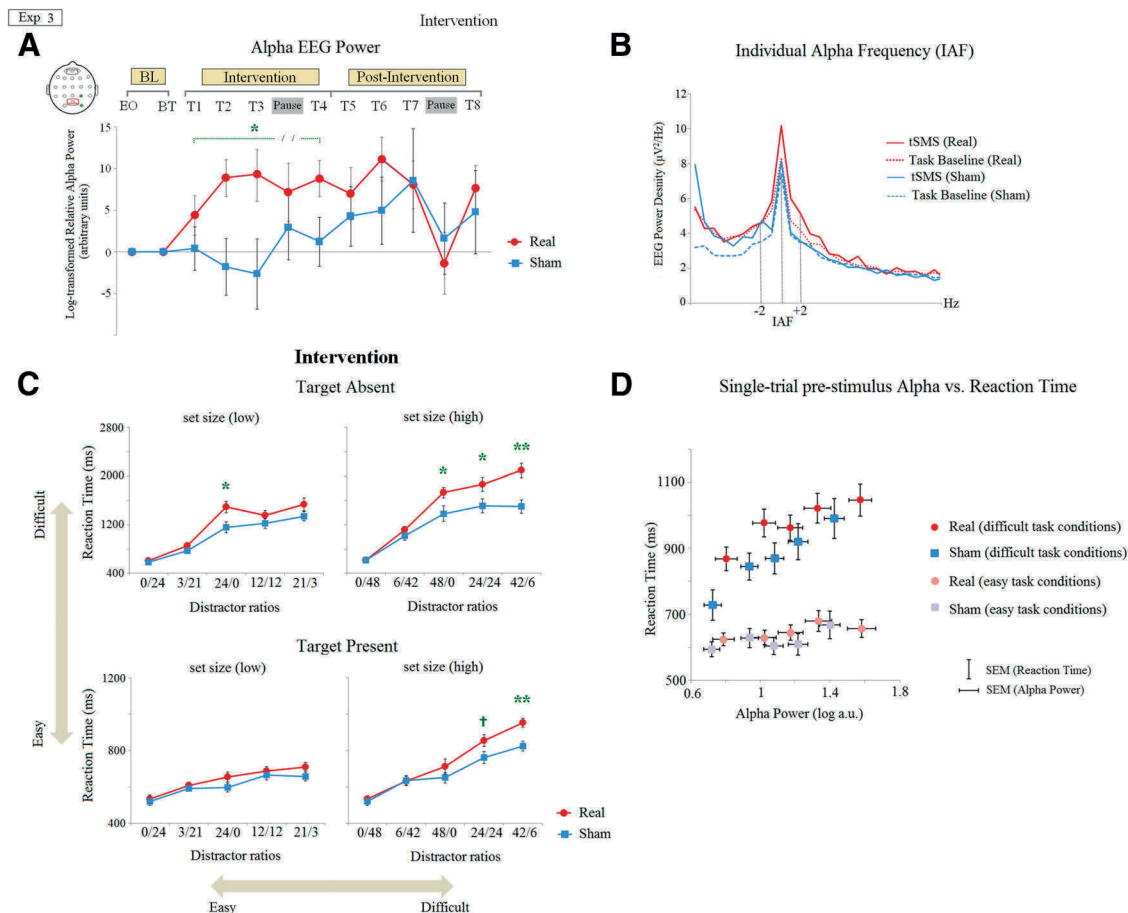 Exp 3
Intervention
A
Alpha EEG Power
BL
Intervention
Post-Intervention
EO
BT
T1
T2
T3
Pause
T4
T5
T6
T7
Pause
T8
Log-transformed Relative Alpha Power
(arbitrary units)
*
/ /
15
10
5
0
-5
Real
Sham
B
Individual Alpha Frequency (IAF)
EEG Power Desnity (µV²/Hz)
12
10
8
6
4
2
0
tSMS (Real)
Task Baseline (Real)
tSMS (Sham)
Task Baseline (Sham)
Hz
-2
+2
IAF
Intervention
C
Target Absent
set size (low)
set size (high)
Difficult
Easy
Reaction Time (ms)
2800
2000
1200
400
*
* * **
0/24 3/21 24/0 12/12 21/3
0/48 6/42 48/0 24/24 42/6
Distractor ratios
Distractor ratios
Target Present
set size (low)
set size (high)
Reaction Time (ms)
1200
800
400
† **
0/24 3/21 24/0 12/12 21/3
0/48 6/42 48/0 24/24 42/6
Real
Sham
Distractor ratios
Distractor ratios
Easy
Difficult
D
Single-trial pre-stimulus Alpha vs. Reaction Time
Reaction Time (ms)
1100
900
700
500
0.6 1 1.4 1.8
Alpha Power (log a.u.)
Real (difficult task conditions)
Sham (difficult task conditions)
Real (easy task conditions)
Sham (easy task conditions)
SEM (Reaction Time)
SEM (Alpha Power)